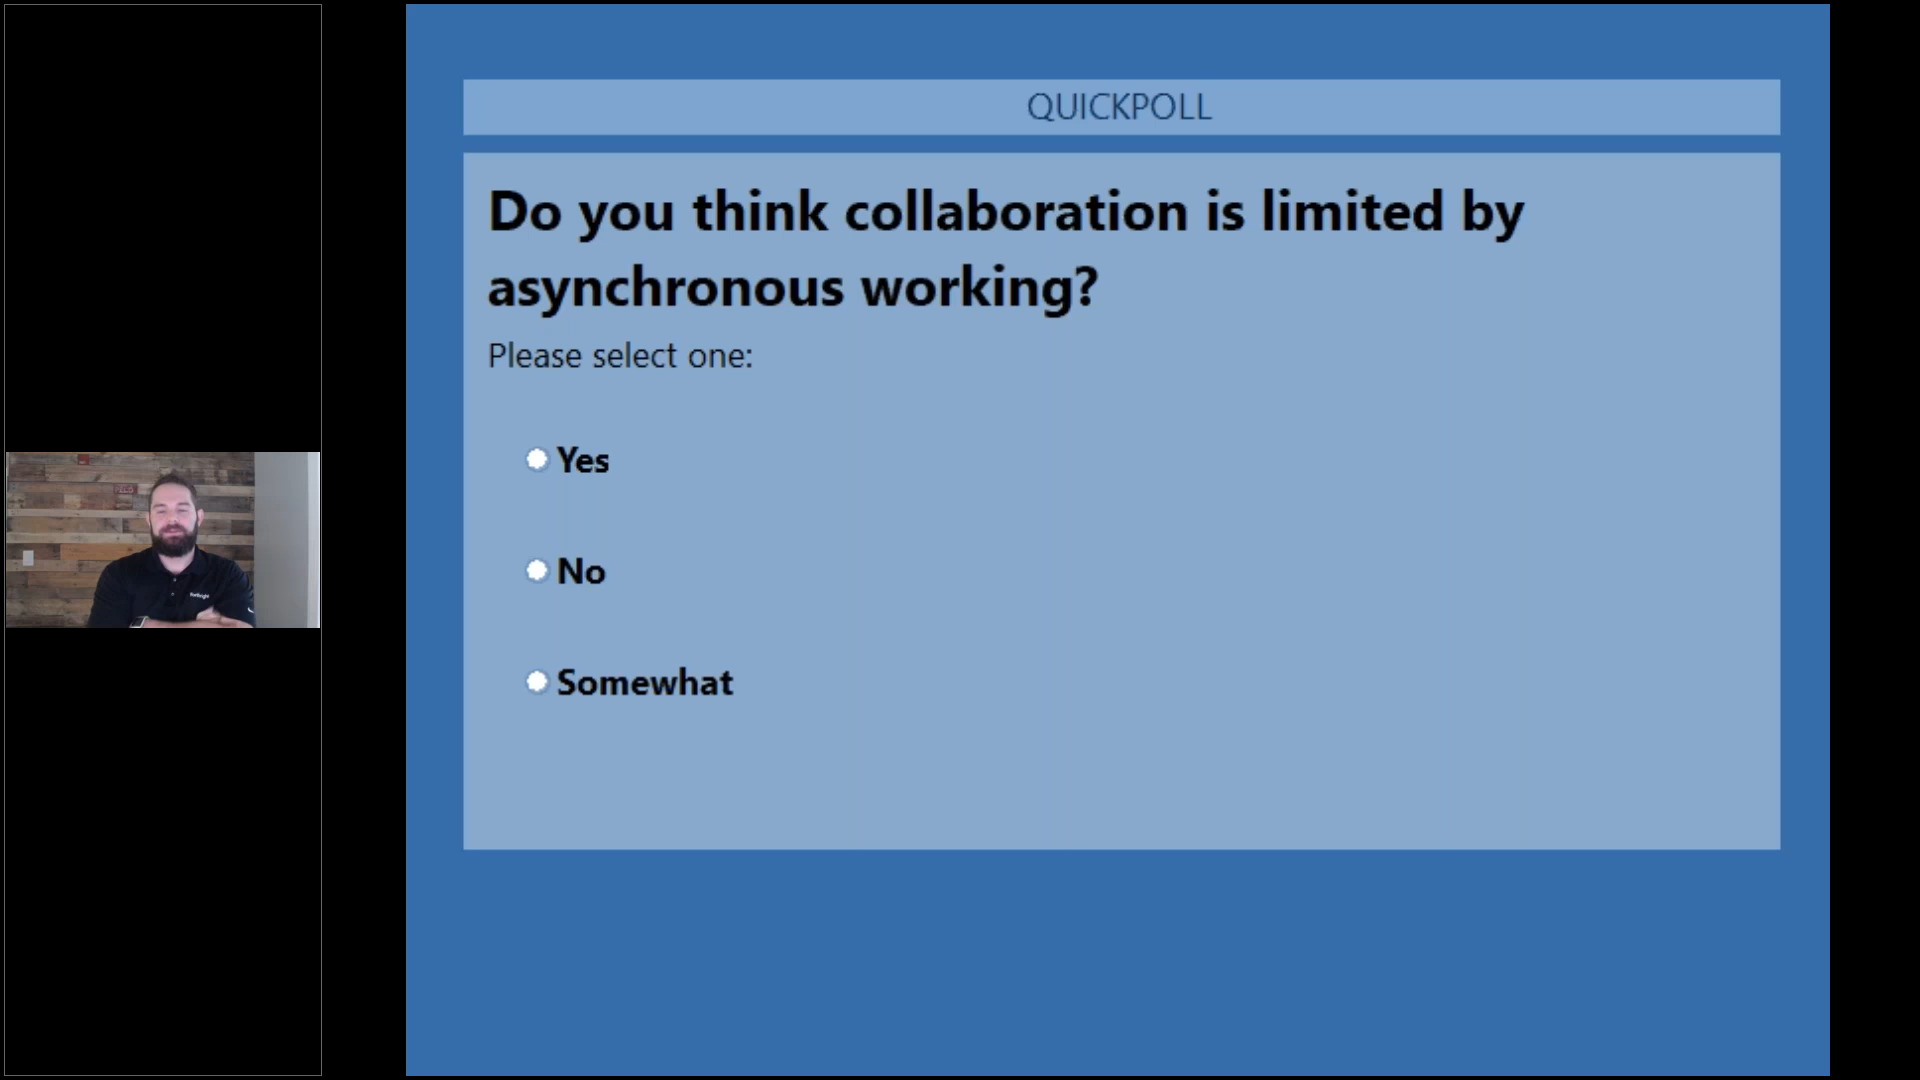 QUICKPOLL
Do you think collaboration is limited by
asynchronous working?
Please select one:
Yes
No
Somewhat